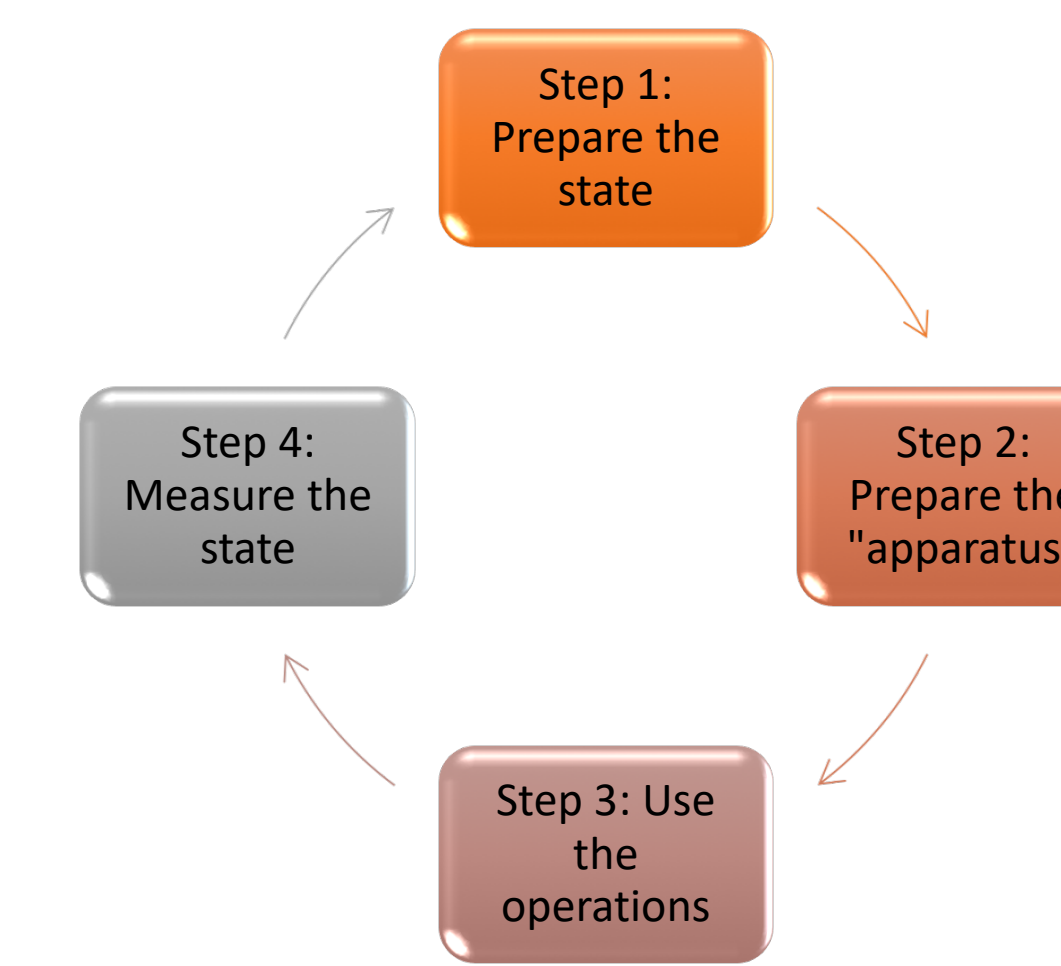 Step 1:
Prepare the
state
Step 2:
Prepare the
"apparatus
Step 3: Use
the
operations
Step 4:
Measure the
state